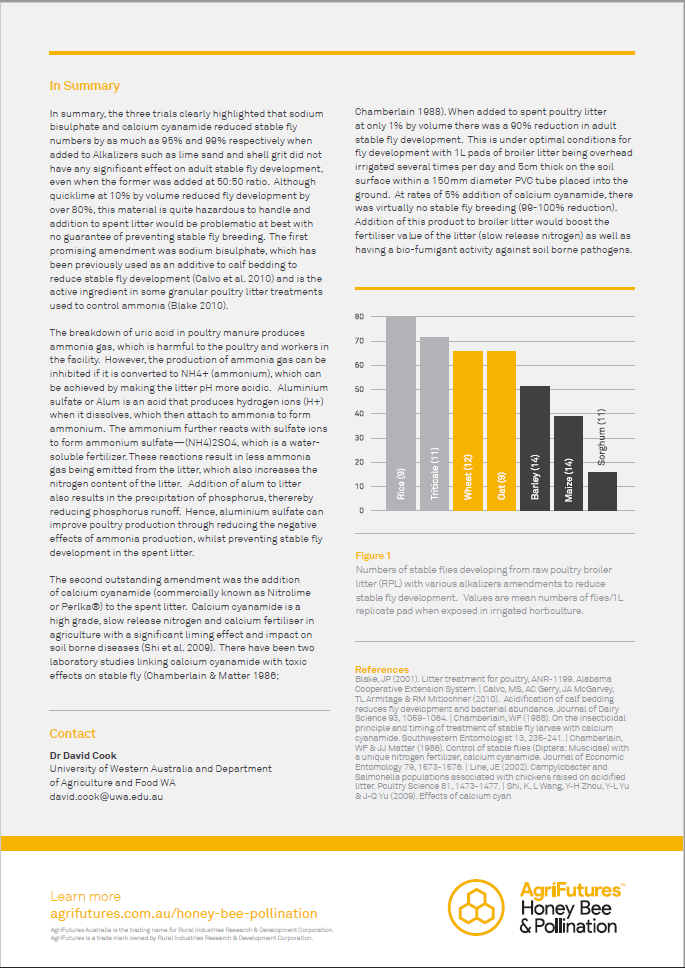 In Summary
In summary, the three trials clearly highlighted that sodium
bisulphate and calcium cyanamide reduced stable fly
numbers by as much as 95% and 99% respectively when
added to Alkalizers such as lime sand and shell grit did not
have any significant effect on adult stable fly development,
even when the former was added at 50:50 ratio. Although
quicklime at 10% by volume reduced fly development by
over 80%, this material is quite hazardous to handle and
addition to spent litter would be problematic at best with
no guarantee of preventing stable fly breeding. The first
promising amendment was sodium bisulphate, which has
been previously used as an additive to calf bedding to
reduce stable fly development (Calvo et al. 2010) and is the
active ingredient in some granular poultry litter treatments
used to control ammonia (Blake 2010).
The breakdown of uric acid in poultry manure produces
ammonia gas, which is harmful to the poultry and workers in
the facility. However, the production of ammonia gas can be
inhibited if it is converted to NH4+ (ammonium), which can
be achieved by making the litter pH more acidic. Aluminium
sulfate or Alum is an acid that produces hydrogen ions (H+)
when it dissolves, which then attach to ammonia to form
ammonium. The ammonium further reacts with sulfate ions
to form ammonium sulfate—(NH4)2SO4, which is a water-
soluble fertilizer. These reactions result in less ammonia
gas being emitted from the litter, which also increases the
nitrogen content of the litter. Addition of alum to litter
also results in the precipitation of phosphorus, therereby
reducing phosphorus runoff. Hence, aluminium sulfate can
improve poultry production through reducing the negative
effects of ammonia production, whilst preventing stable fly
development in the spent litter.
The second outstanding amendment was the addition
of calcium cyanamide (commercially known as Nitrolime
or Perlka®) to the spent litter. Calcium cyanamide is a
high grade, slow release nitrogen and calcium fertiliser in
agriculture with a significant liming effect and impact on
soil borne diseases (Shi et al. 2009). There have been two
laboratory studies linking calcium cyanamide with toxic
effects on stable fly (Chamberlain & Matter 1986;
Contact
Dr David Cook
University of Western Australia and Department
of Agriculture and Food WA
david.cook@uwa.edu.au
Chamberlain 1988). When added to spent poultry litter
at only 1% by volume there was a 90% reduction in adult
stable fly development. This is under optimal conditions for
fly development with 1L pads of broiler litter being overhead
irrigated several times per day and 5cm thick on the soil
surface within a 150mm diameter PVC tube placed into the
ground. At rates of 5% addition of calcium cyanamide, there
was virtually no stable fly breeding (99-100% reduction).
Addition of this product to broiler litter would boost the
fertiliser value of the litter (slow release nitrogen) as well as
having a bio-fumigant activity against soil borne pathogens.
80
70
60
50
40
30
20
10
0
Rice (9)
Triticale (11)
Wheat (12)
Oat (9)
Barley (14)
Maize (14)
Sorghum (11)
Figure 1
Numbers of stable flies developing from raw poultry broiler
litter (RPL) with various alkalizers amendments to reduce
stable fly development. Values are mean numbers of flies/1L
replicate pad when exposed in irrigated horticulture.
References
Blake, JP (2001). Litter treatment for poultry, ANR-1199. Alabama
Cooperative Extension System. | Calvo, MS, AC Gerry, JA McGarvey,
TL Armitage & RM Mitlochner (2010). Acidification of calf bedding
reduces fly development and bacterial abundance. Journal of Dairy
Science 93, 1059-1064. | Chamberlain, WF (1988). On the insecticidal
principle and timing of treatment of stable fly larvae with calcium
cyanamide. Southwestern Entomologist 13, 235-241. | Chamberlain,
WF & JJ Matter (1986). Control of stable flies (Diptera: Muscidae) with
a unique nitrogen fertilizer, calcium cyanamide. Journal of Economic
Entomology 79, 1573-1576. | Line, JE (2002). Campylobacter and
Salmonella populations associated with chickens raised on acidified
litter. Poultry Science 81, 1473-1477. | Shi, K, L Wang, Y-H Zhou, Y-L Yu
& J-Q Yu (2009). Effects of calcium cyan
Learn more
agrifutures.com.au/honey-bee-pollination
AgriFutures Australia is the trading name for Rural Industries Research & Development Corporation.
AgriFutures is a trade mark owned by Rural Industries Research & Development Corporation.
AgriFutures™
Honey Bee
& Pollination